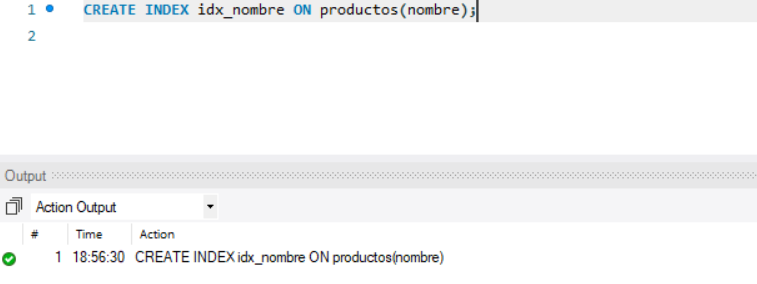 1 CREATE INDEX idx_nombre ON productos(nombre);
2
Output
Action Output
# Time Action
1 18:56:30 CREATE INDEX idx_nombre ON productos(nombre)